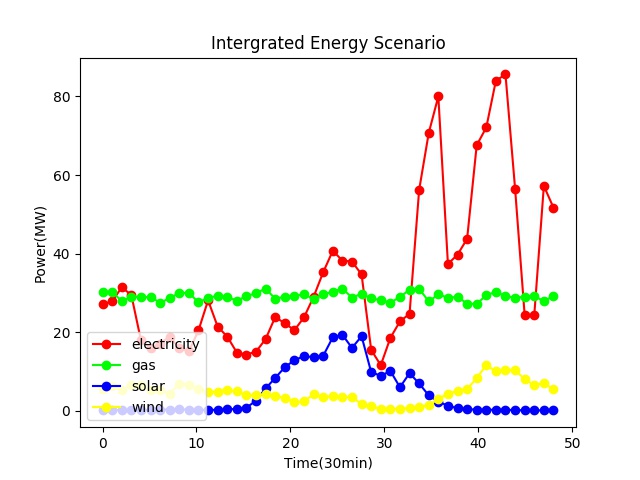 Intergrated Energy Scenario
Power(MW)
80
60
40
20
0
electricity
gas
solar
wind
0 10 20 30 40 50
Time(30min)